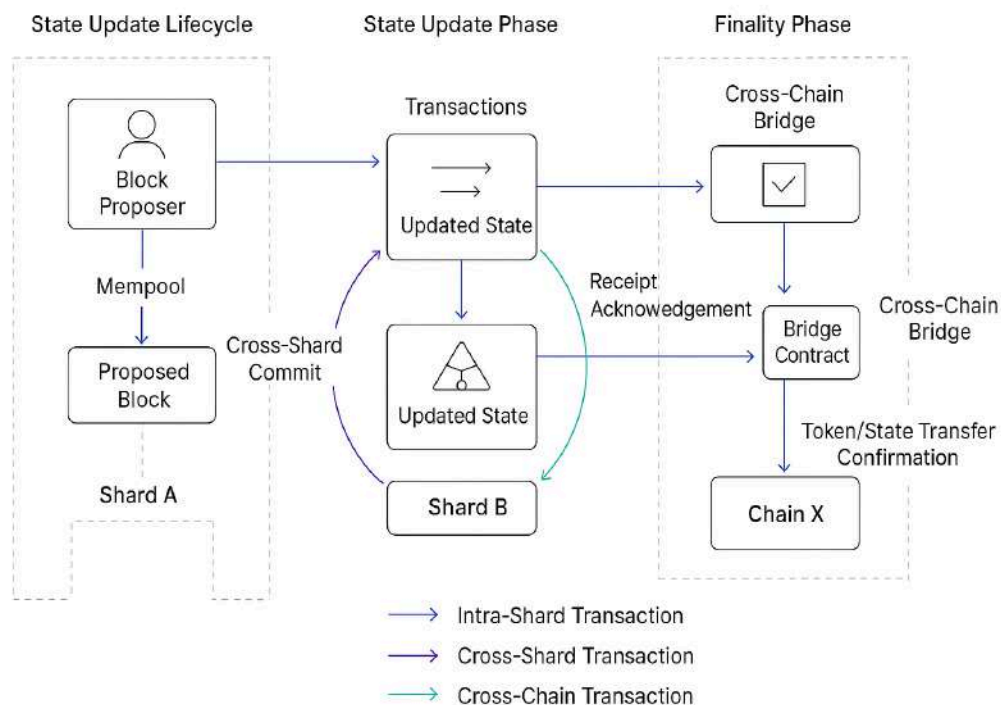 State Update Lifecycle
State Update Phase
Finality Phase
Block
Proposer
Mempool
Proposed
Block
Shard A
Transactions
Updated State
Cross-Shard
Commit
Updated State
Shard B
Receipt
Acknowedgement
Cross-Chain
Bridge
Bridge
Contract
Cross-Chain
Bridge
Token/State Transfer
Confirmation
Chain X
Intra-Shard Transaction
Cross-Shard Transaction
Cross-Chain Transaction